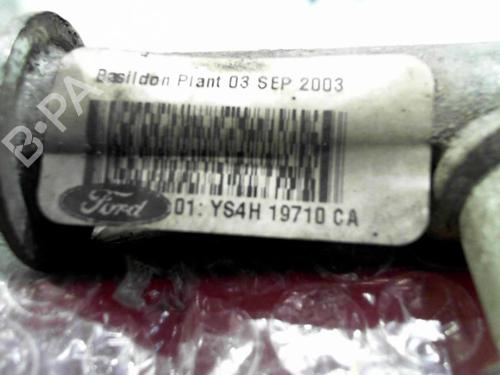 Basildon Plant 03 SEP 2003
Ford 01: YS4H 19710 CA
B-PA